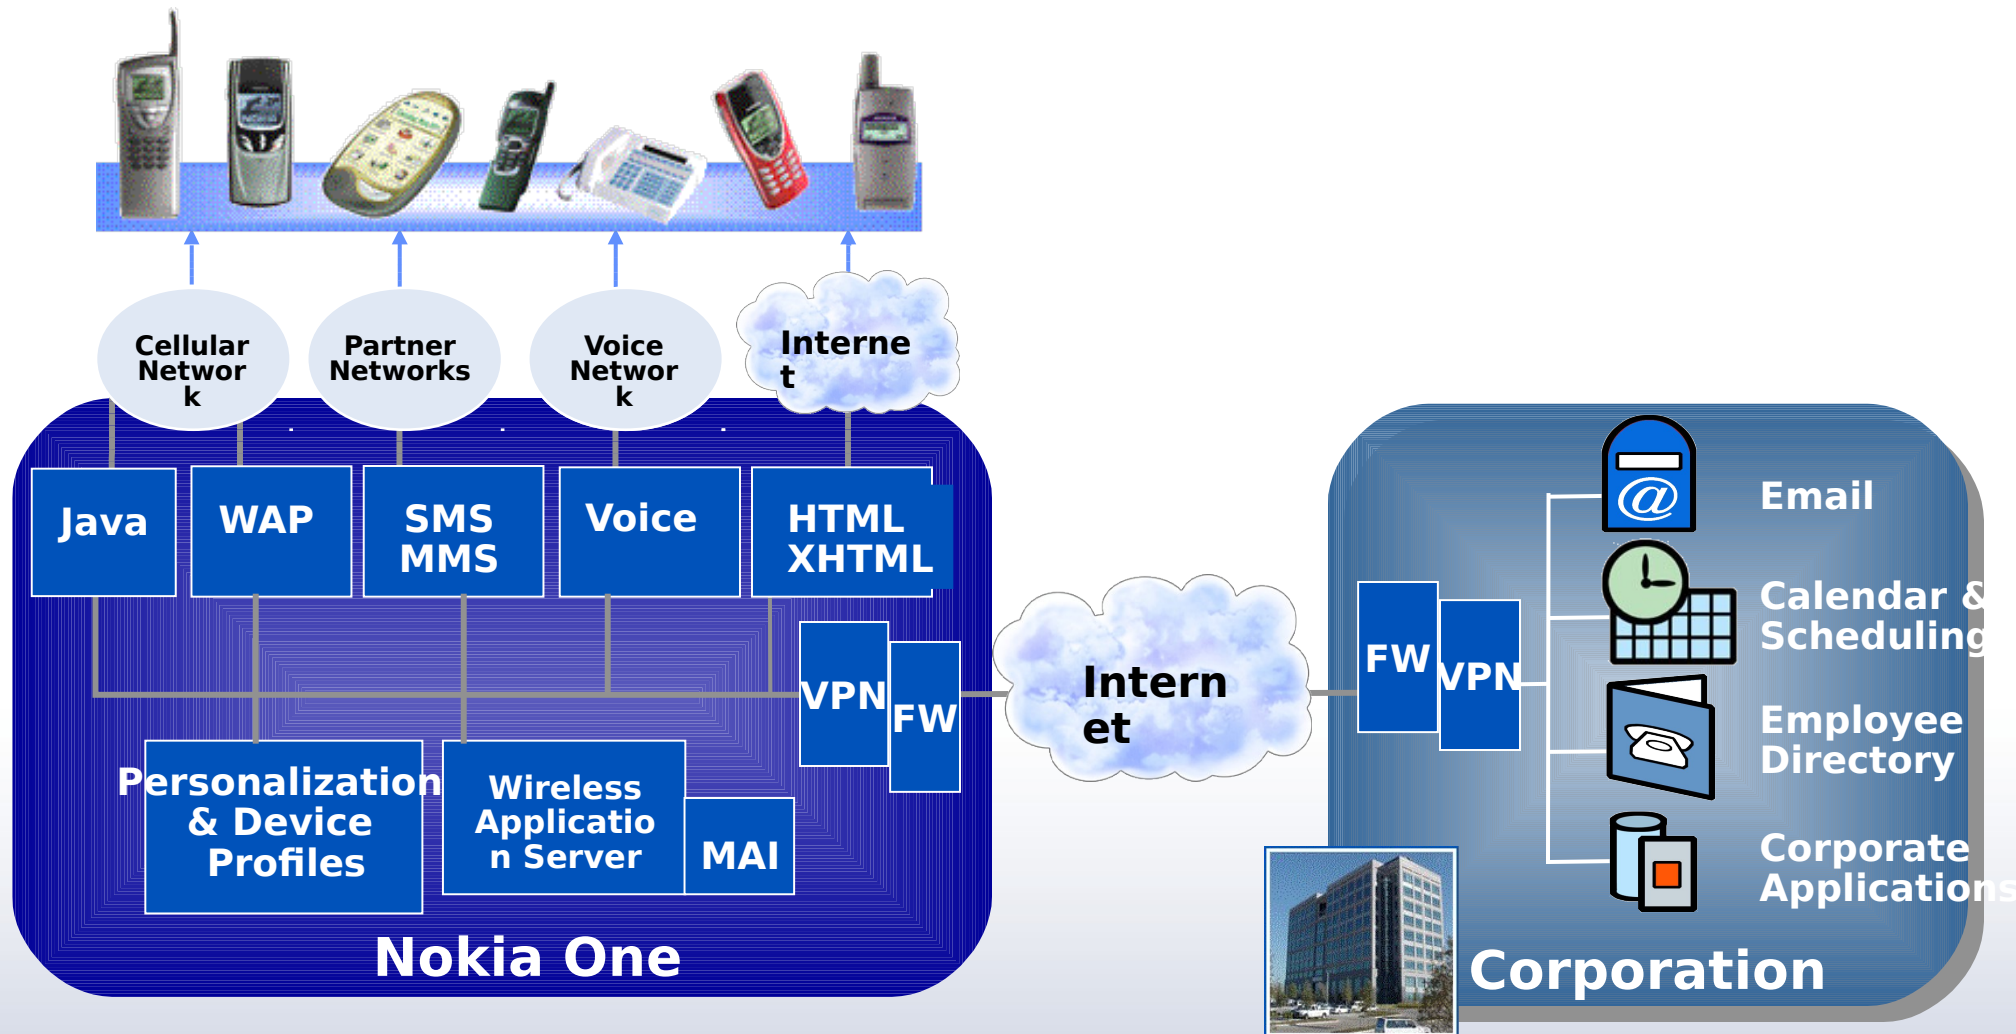 Cellular
Networ
k
Partner
Networks
Voice
Networ
k
Interne
t
Java
WAP
SMS
MMS
Voice
HTML
XHTML
VPN
FW
Personalization
& Device
Profiles
Wireless
Applicatio
n Server
MAI
Nokia One
Intern
et
FW
VPN
@
Email
Calendar &
Scheduling
Employee
Directory
Corporate
Applications
Corporation